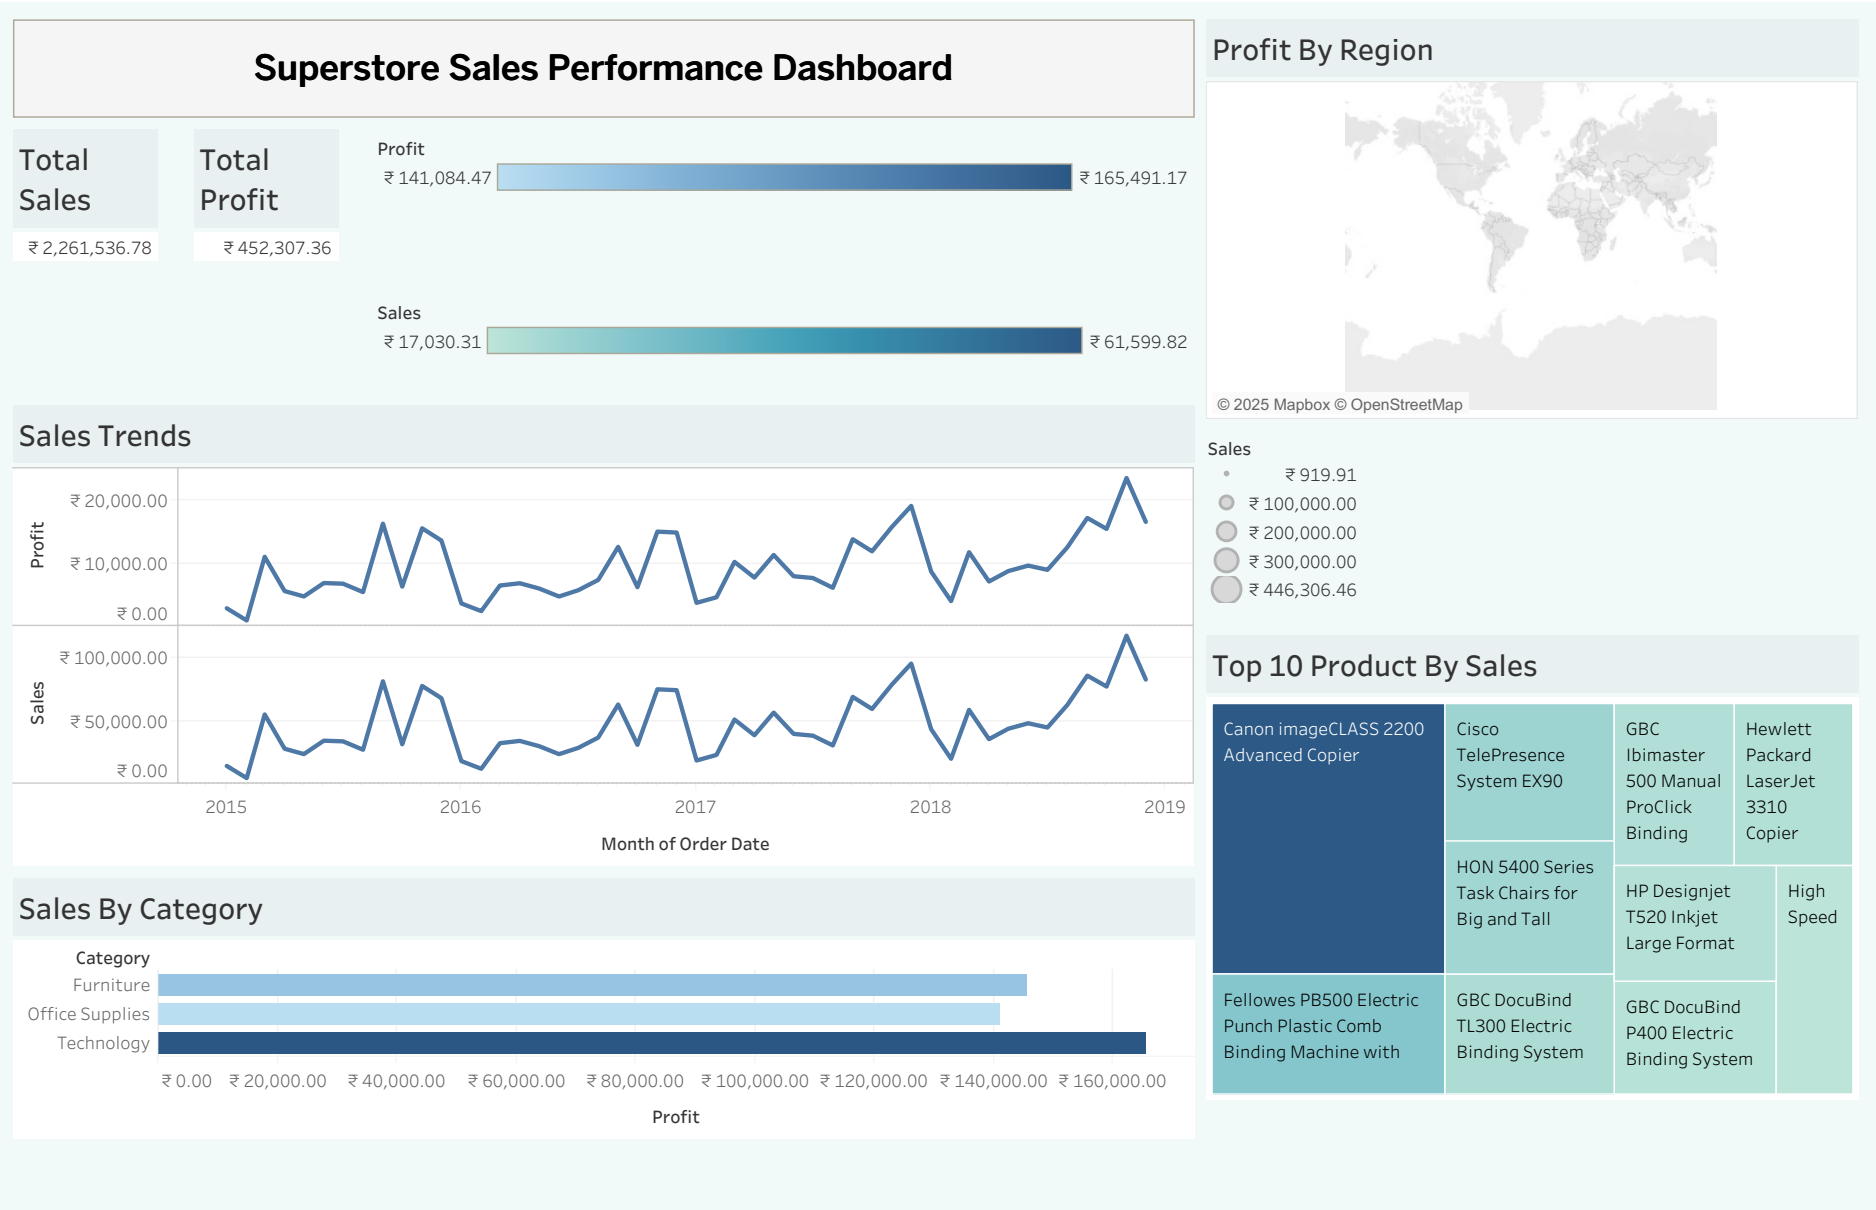 Superstore Sales Performance Dashboard
Total
Sales
₹ 2,261,536.78
Total
Profit
₹ 452,307.36
Profit
₹ 141,084.47
₹ 165,491.17
Sales
₹ 17,030.31
₹ 61,599.82
Sales Trends
Profit
₹ 20,000.00
₹ 10,000.00
₹ 0.00
Sales
₹ 100,000.00
₹ 50,000.00
₹ 0.00
2015
2016
2017
2018
2019
Month of Order Date
Sales By Category
Category
Furniture
Office Supplies
Technology
₹ 0.00
₹ 20,000.00
₹ 40,000.00
₹ 60,000.00
₹ 80,000.00
₹ 100,000.00
₹ 120,000.00
₹ 140,000.00
₹ 160,000.00
Profit
Profit By Region
© 2025 Mapbox © OpenStreetMap
Sales
₹ 919.91
₹ 100,000.00
₹ 200,000.00
₹ 300,000.00
₹ 446,306.46
Top 10 Product By Sales
Canon imageCLASS 2200
Advanced Copier
Fellowes PB500 Electric
Punch Plastic Comb
Binding Machine with
Cisco
TelePresence
System EX90
HON 5400 Series
Task Chairs for
Big and Tall
GBC DocuBind
TL300 Electric
Binding System
GBC
Ibimaster
500 Manual
ProClick
Binding
Hewlett
Packard
LaserJet
3310
Copier
HP Designjet
T520 Inkjet
Large Format
GBC DocuBind
P400 Electric
Binding System
High
Speed